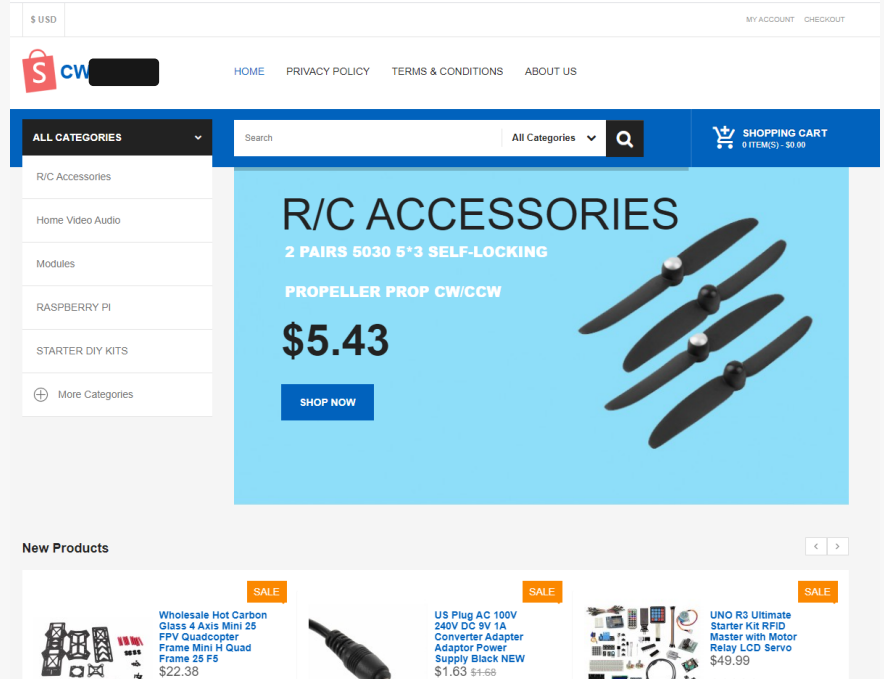 $ USD
MY ACCOUNT CHECKOUT
S CW
HOME PRIVACY POLICY TERMS & CONDITIONS ABOUT US
ALL CATEGORIES
Search All Categories
SHOPPING CART
0 ITEM(S) - $0.00
R/C Accessories
Home Video Audio
Modules
RASPBERRY PI
STARTER DIY KITS
More Categories
R/C ACCESSORIES
2 PAIRS 5030 5*3 SELF-LOCKING
PROPELLER PROP CW/CCW
$5.43
SHOP NOW
New Products
SALE
Wholesale Hot Carbon
Glass 4 Axis Mini 25
FPV Quadcopter
Frame Mini H Quad
Frame 25 F5
$22.38
SALE
US Plug AC 100V
240V DC 9V 1A
Converter Adapter
Adaptor Power
Supply Black NEW
$1.63 $1.68
SALE
UNO R3 Ultimate
Starter Kit RFID
Master with Motor
Relay LCD Servo
$49.99